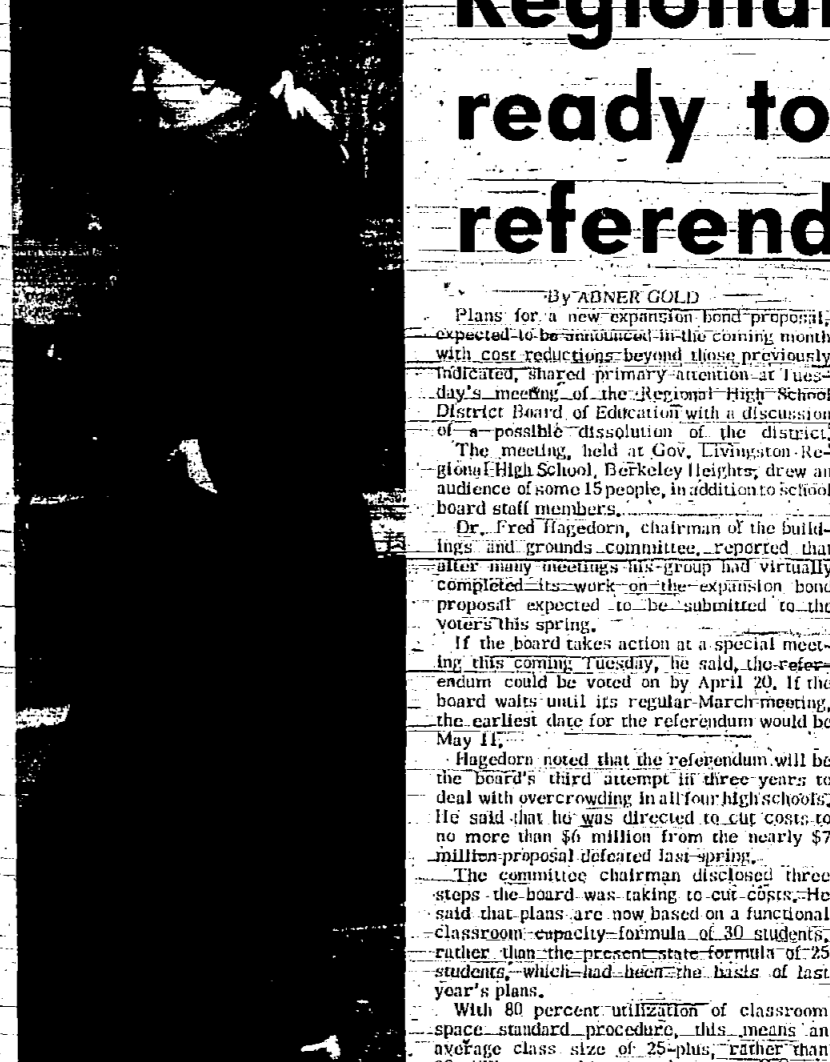 Regional
ready to
referend
By ABNER GOLD
Plans for a new expansion bond proposal,
expected to be announced in the coming month
with cost reductions beyond those previously
indicated, shared primary attention at Tues-
day's meeting of the Regional High School
District Board of Education with a discussion
of a possible dissolution of the district.
The meeting, held at Gov. Livingston Re-
gional High School, Berkeley Heights, drew an
audience of some 15 people, in addition to school
board staff members.
Dr. Fred Hagedorn, chairman of the build-
ings and grounds committee, reported that
after many meetings his group had virtually
completed its work on the expansion bond
proposal expected to be submitted to the
voters this spring.
If the board takes action at a special meet-
ing this coming Tuesday, he said, the refer-
endum could be voted on by April 20. If the
board waits until its regular March meeting,
the earliest date for the referendum would be
May 11.
Hagedorn noted that the referendum will be
the board's third attempt in three years to
deal with overcrowding in all four high schools.
He said that he was directed to cut costs to
no more than $6 million from the nearly $7
million proposal defeated last spring.
The committee chairman disclosed three
steps the board was taking to cut costs. He
said that plans are now based on a functional
classroom capacity formula of 30 students,
rather than the present state formula of 25
students, which had been the basis of last
year's plans.
With 80 percent utilization of classroom
space standard procedure, this means an
average class size of 25-plus, rather than